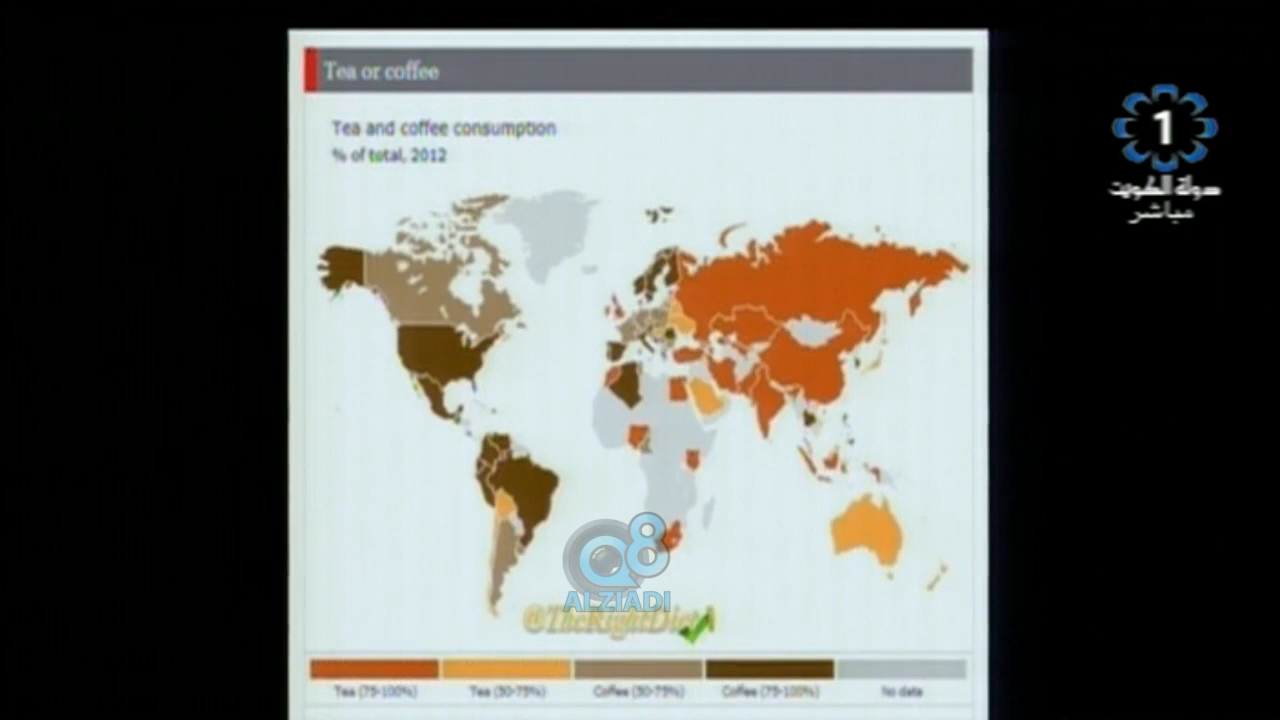 Tea or coffee
Tea and coffee consumption
% of total, 2012
1
دولة الكويت
مباشر
Q8
ALZIADI
@TheRightDiet
Tea (75-100%)
Tea (50-75%)
Coffee (50-75%)
Coffee (75-100%)
No data